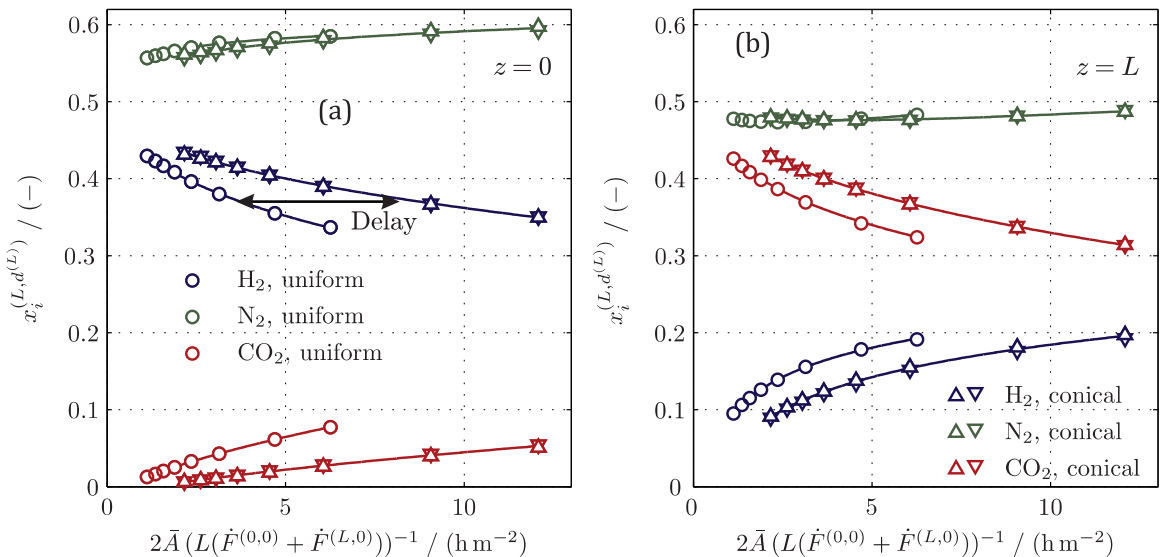 0.6
0.5
0.4
0.3
0.2
0.1
0
0 5 10
z = 0
(a)
Delay
H₂, uniform
N₂, uniform
CO₂, uniform
x_i^(L,d^(L)) / (−)
2Ā (L(Ḟ^(0,0) + Ḟ^(L,0)))^−1 / (h m^−2)
0.6
0.5
0.4
0.3
0.2
0.1
0
0 5 10
(b)
z = L
H₂, conical
N₂, conical
CO₂, conical
x_i^(L,d^(L)) / (−)
2Ā (L(Ḟ^(0,0) + Ḟ^(L,0)))^−1 / (h m^−2)